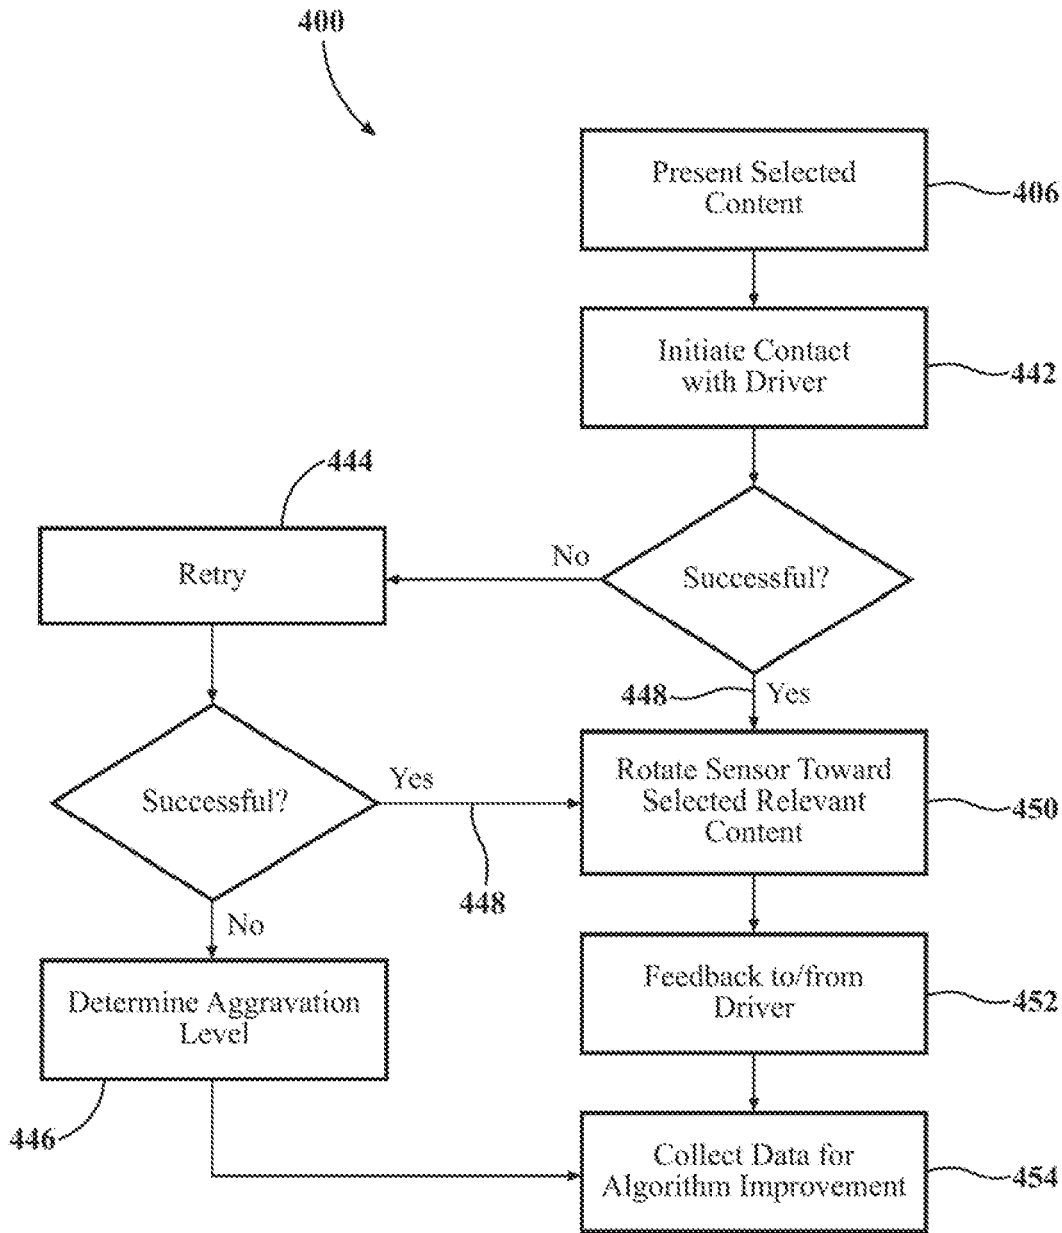 400
Present Selected
Content
406
Initiate Contact
with Driver
442
444
Retry
No
Successful?
448
Yes
Successful?
Yes
448
Rotate Sensor Toward
Selected Relevant
Content
450
No
Determine Aggravation
Level
446
Feedback to/from
Driver
452
Collect Data for
Algorithm Improvement
454